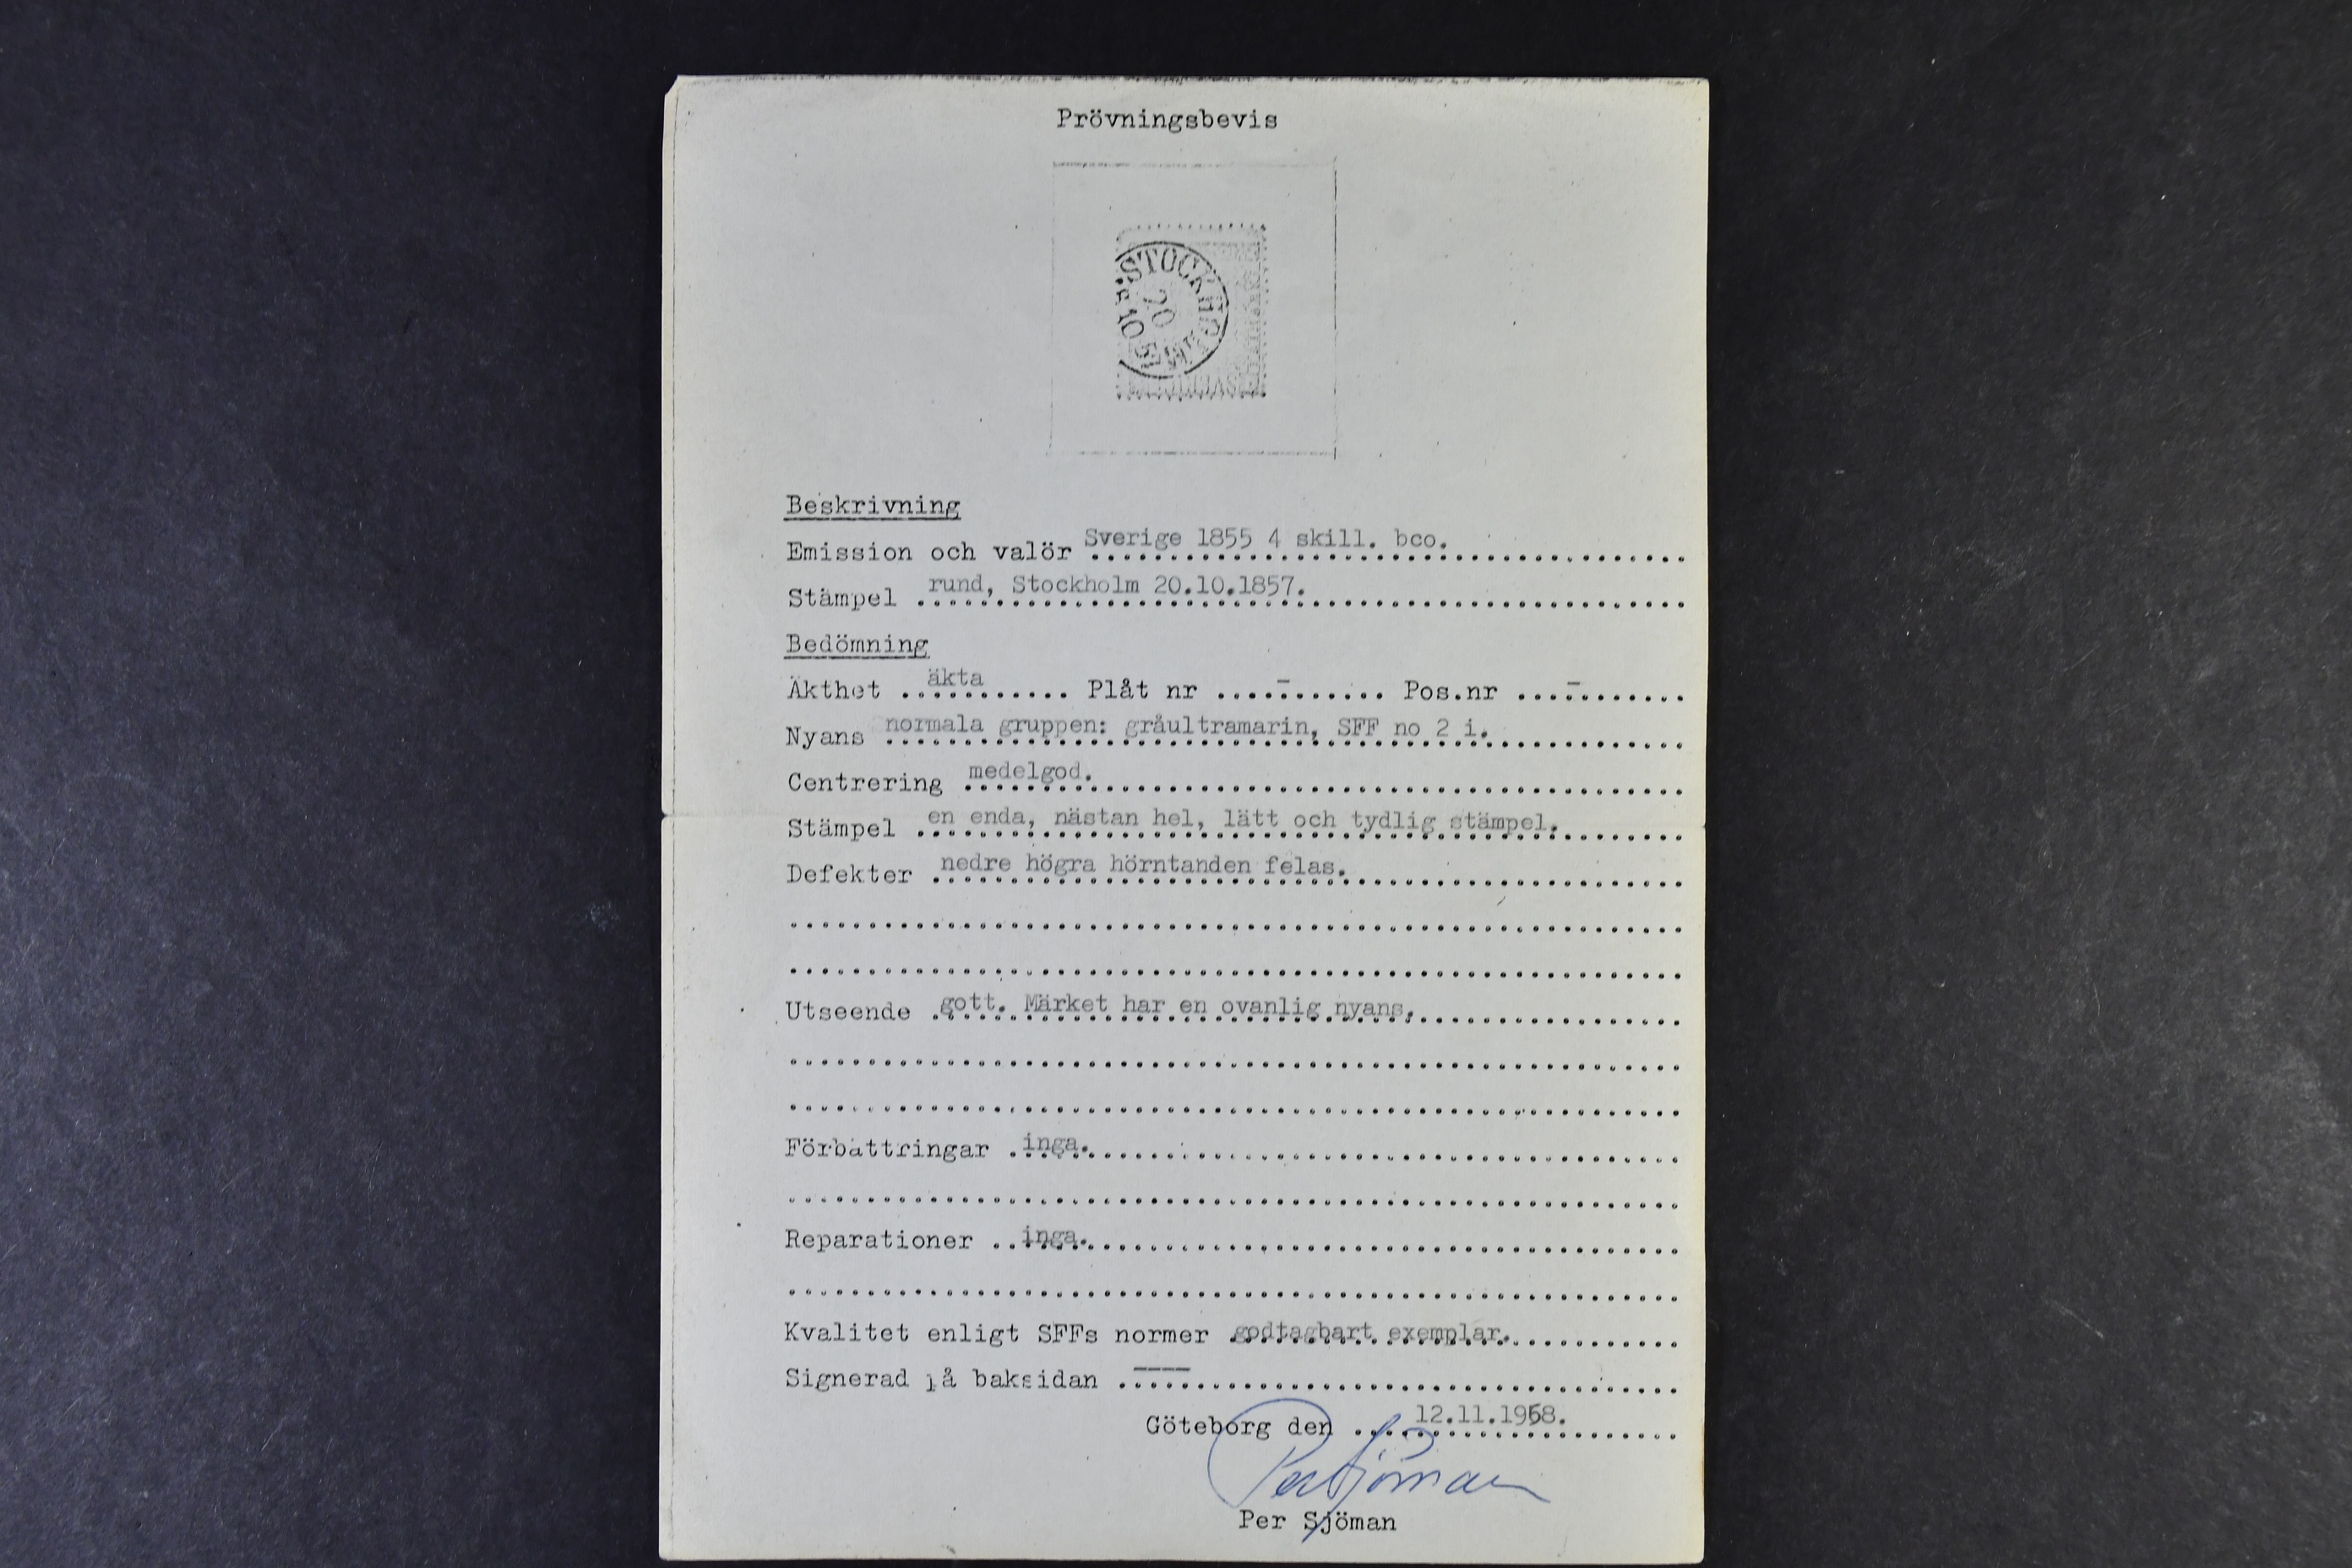 Prövningsbevis
STOCKHOLM
20
10
Beskrivning
Emission och valör Sverige 1855 4 skill. bco.
Stämpel rund, Stockholm 20.10.1857.
Bedömning
Äkthet äkta Plåt nr - Pos.nr -
Nyans normala gruppen: gråultramarin, SFF no 2 i.
Centrering medelgod.
Stämpel en enda, nästan hel, lätt och tydlig stämpel.
Defekter nedre högra hörntanden felas.
Utseende gott. Märket har en ovanlig nyans.
Förbättringar inga.
Reparationer inga.
Kvalitet enligt SFFs normer godtagbart exemplar.
Signerad på baksidan ----
Göteborg den 12.11.1968.
Per Sjöman
Per Sjöman